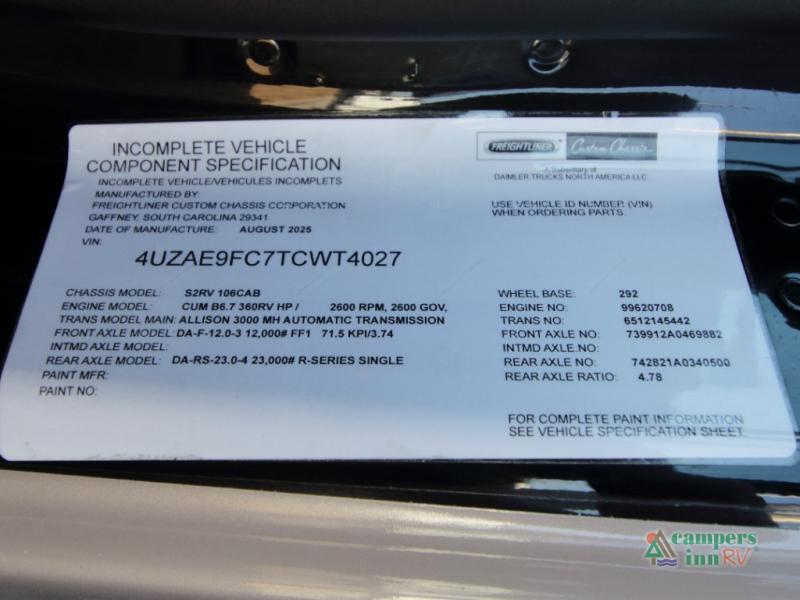 INCOMPLETE VEHICLE
COMPONENT SPECIFICATION
INCOMPLETE VEHICLE/VEHICULES INCOMPLETS
MANUFACTURED BY:
FREIGHTLINER CUSTOM CHASSIS CORPORATION
GAFFNEY, SOUTH CAROLINA 29341
DATE OF MANUFACTURE: AUGUST 2025
VIN:
4UZAE9FC7TCWT4027
FREIGHTLINER Custom Chassis
A Subsidiary of
DAIMLER TRUCKS NORTH AMERICA LLC
USE VEHICLE ID NUMBER (VIN)
WHEN ORDERING PARTS.
CHASSIS MODEL: S2RV 106CAB
ENGINE MODEL: CUM B6.7 360RV HP / 2600 RPM, 2600 GOV,
TRANS MODEL MAIN: ALLISON 3000 MH AUTOMATIC TRANSMISSION
FRONT AXLE MODEL: DA-F-12.0-3 12,000# FF1 71.5 KPI/3.74
INTMD AXLE MODEL:
REAR AXLE MODEL: DA-RS-23.0-4 23,000# R-SERIES SINGLE
PAINT MFR:
PAINT NO:
WHEEL BASE: 292
ENGINE NO: 99620708
TRANS NO: 6512145442
FRONT AXLE NO: 739912A0469882
INTMD AXLE NO:
REAR AXLE NO: 742821A0340500
REAR AXLE RATIO: 4.78
FOR COMPLETE PAINT INFORMATION
SEE VEHICLE SPECIFICATION SHEET.
campers
inn RV